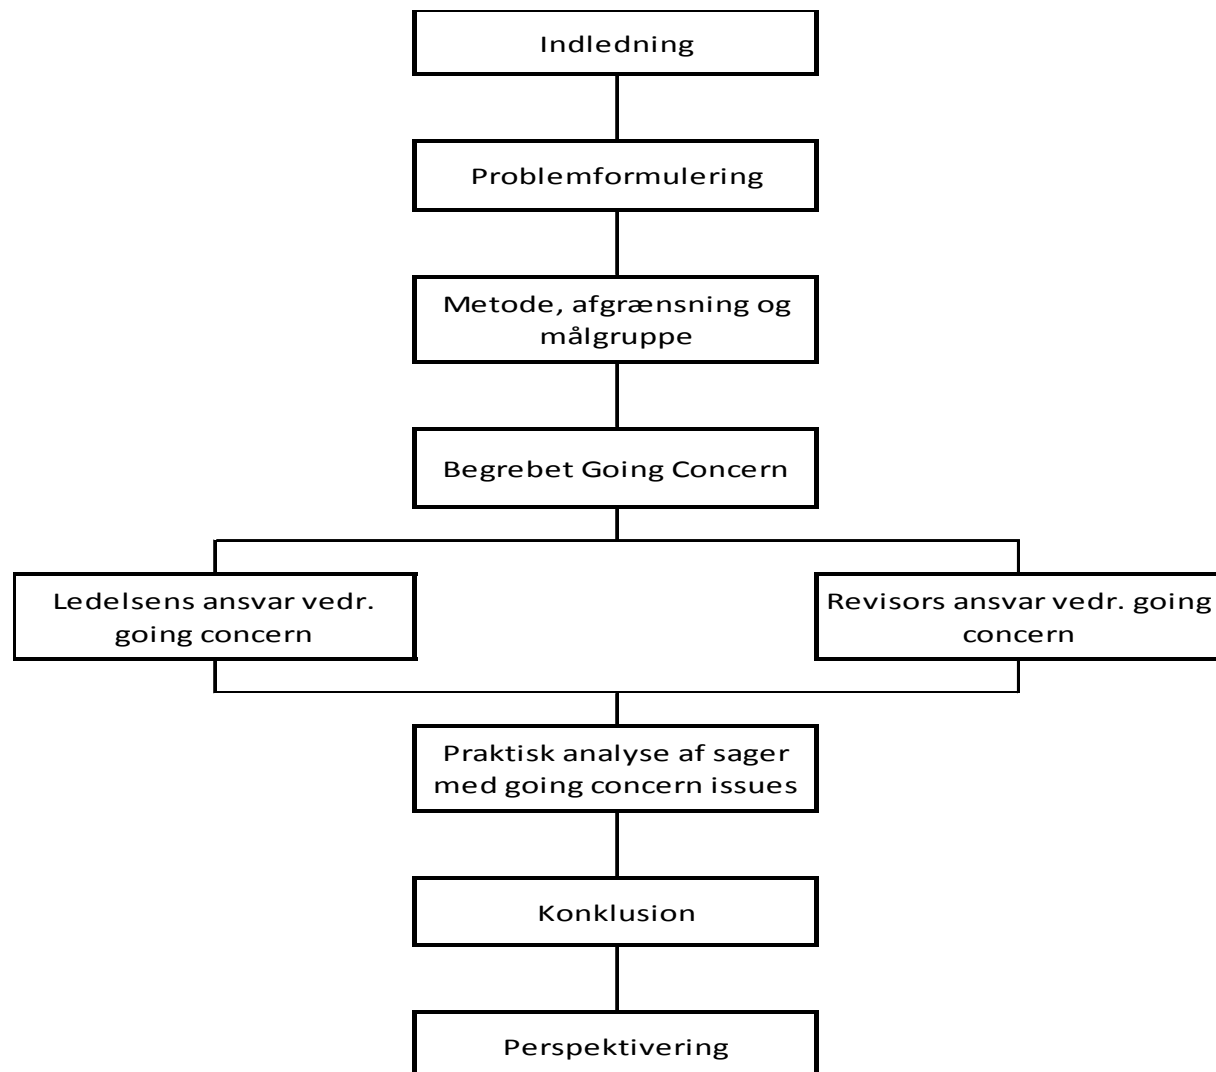 Indledning
Problemformulering
Metode, afgrænsning og
målgruppe
Begrebet Going Concern
Ledelsens ansvar vedr.
going concern
Revisors ansvar vedr. going
concern
Praktisk analyse af sager
med going concern issues
Konklusion
Perspektivering